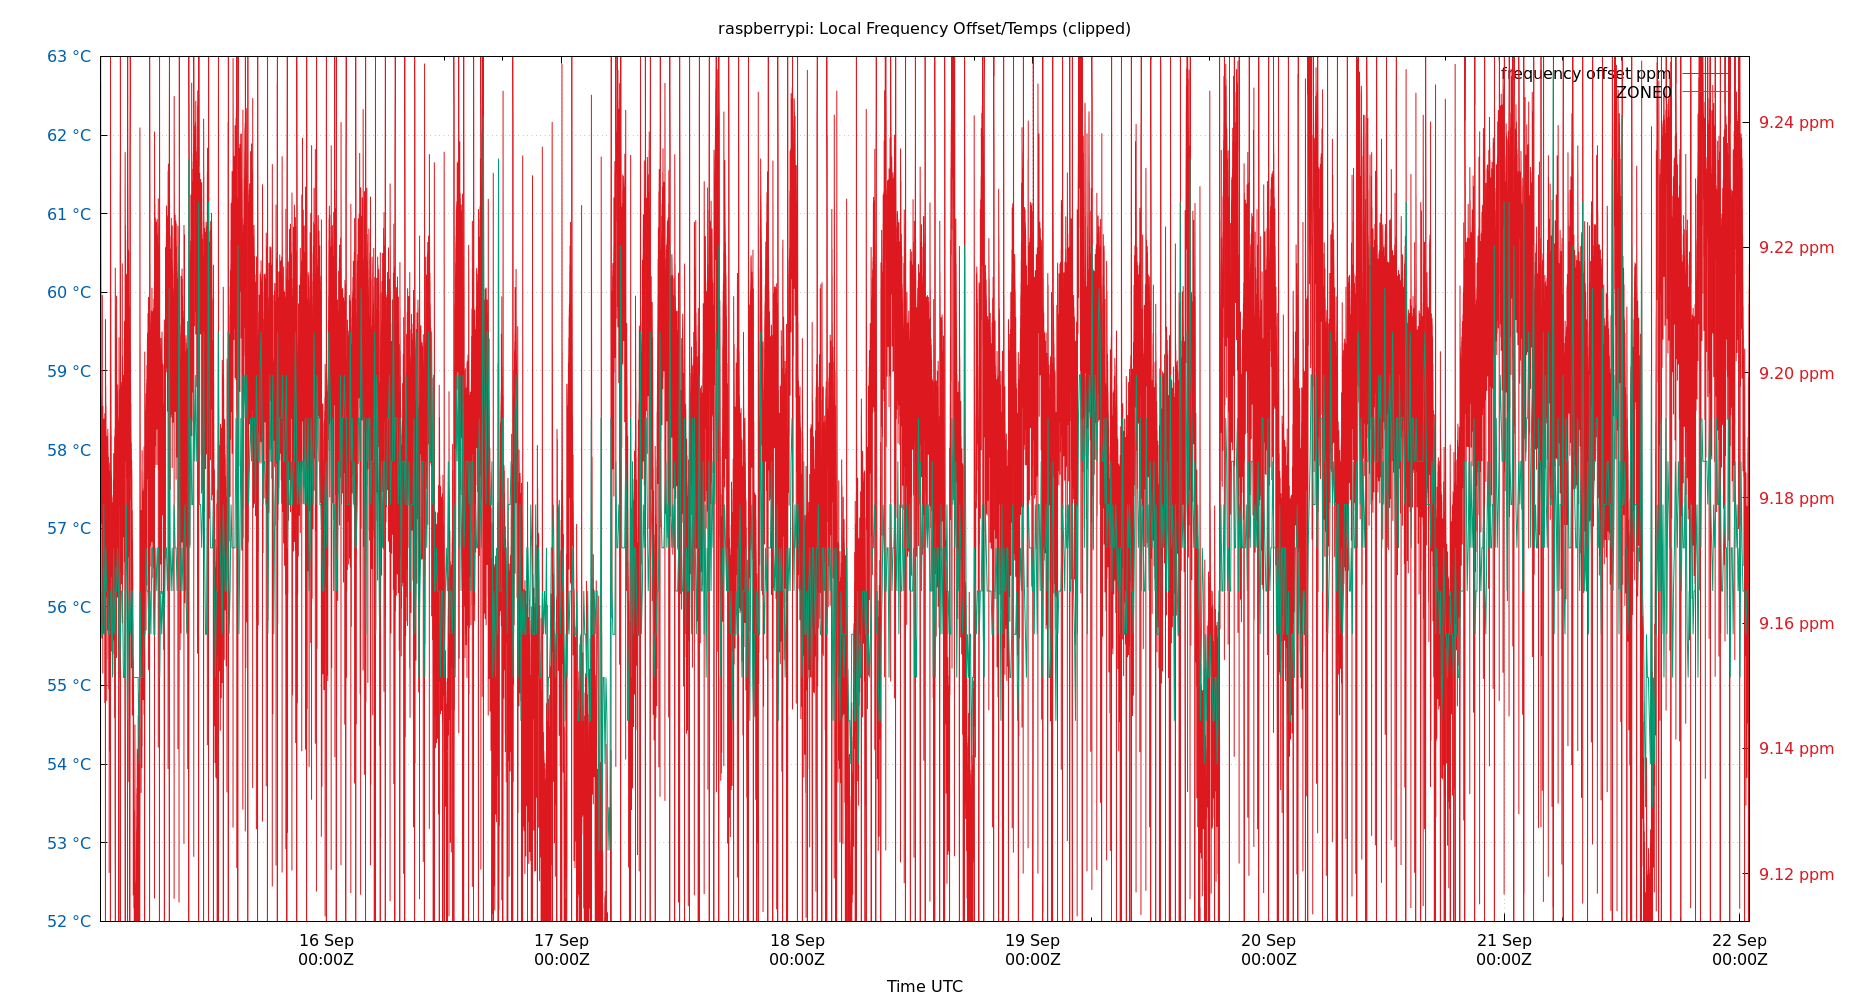 raspberrypi: Local Frequency Offset/Temps (clipped)
63 °C
62 °C
61 °C
60 °C
59 °C
58 °C
57 °C
56 °C
55 °C
54 °C
53 °C
52 °C
frequency offset ppm
ZONE0
9.24 ppm
9.22 ppm
9.20 ppm
9.18 ppm
9.16 ppm
9.14 ppm
9.12 ppm
16 Sep
00:00Z
17 Sep
00:00Z
18 Sep
00:00Z
19 Sep
00:00Z
20 Sep
00:00Z
21 Sep
00:00Z
22 Sep
00:00Z
Time UTC